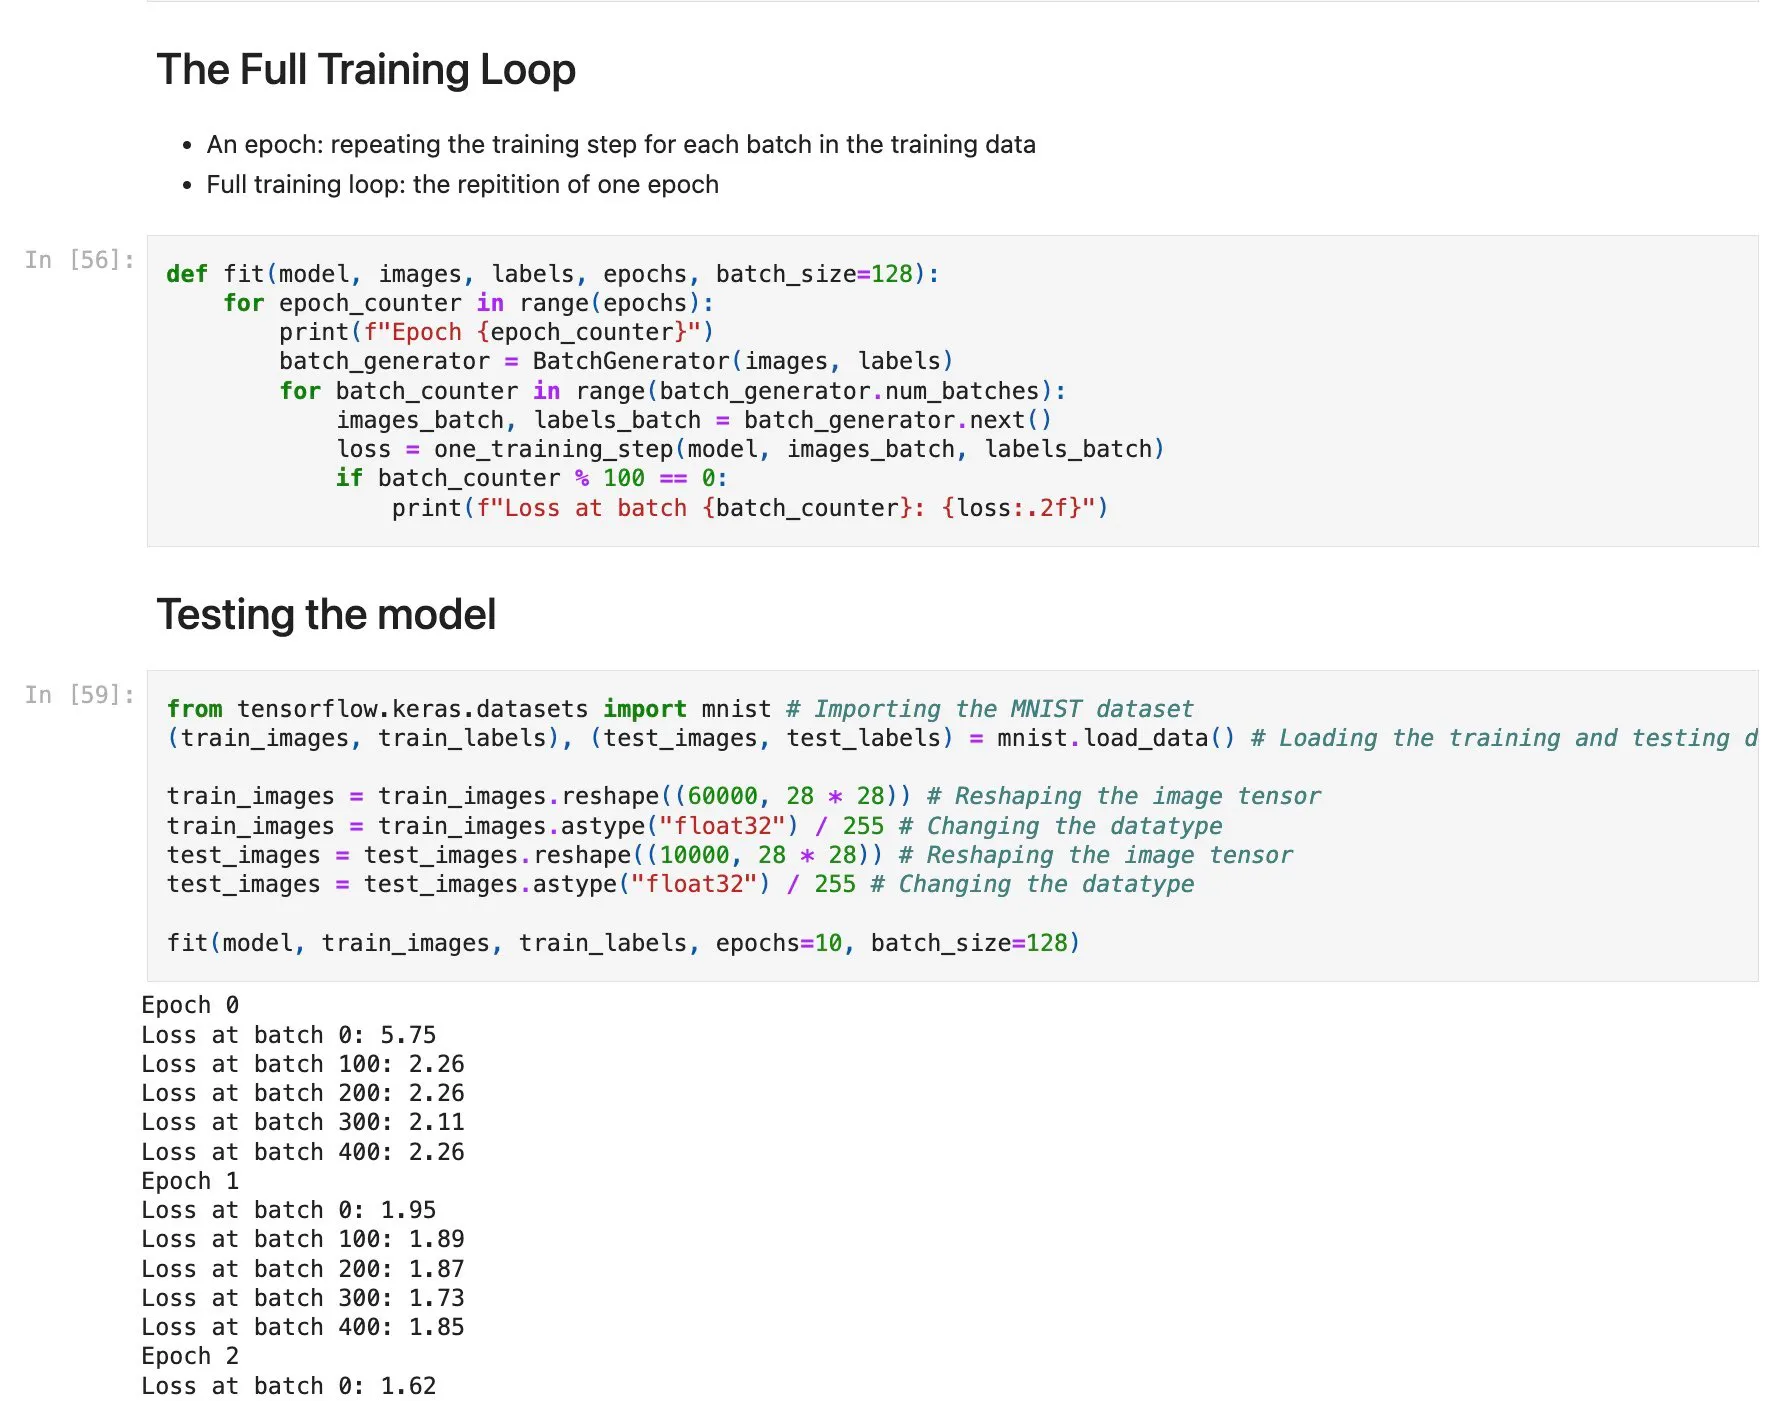 The Full Training Loop
• An epoch: repeating the training step for each batch in the training data
• Full training loop: the repitition of one epoch
In [56]:
def fit(model, images, labels, epochs, batch_size=128):
    for epoch_counter in range(epochs):
        print(f"Epoch {epoch_counter}")
        batch_generator = BatchGenerator(images, labels)
        for batch_counter in range(batch_generator.num_batches):
            images_batch, labels_batch = batch_generator.next()
            loss = one_training_step(model, images_batch, labels_batch)
            if batch_counter % 100 == 0:
                print(f"Loss at batch {batch_counter}: {loss:.2f}")
Testing the model
In [59]:
from tensorflow.keras.datasets import mnist # Importing the MNIST dataset
(train_images, train_labels), (test_images, test_labels) = mnist.load_data() # Loading the training and testing d
train_images = train_images.reshape((60000, 28 * 28)) # Reshaping the image tensor
train_images = train_images.astype("float32") / 255 # Changing the datatype
test_images = test_images.reshape((10000, 28 * 28)) # Reshaping the image tensor
test_images = test_images.astype("float32") / 255 # Changing the datatype
fit(model, train_images, train_labels, epochs=10, batch_size=128)
Epoch 0
Loss at batch 0: 5.75
Loss at batch 100: 2.26
Loss at batch 200: 2.26
Loss at batch 300: 2.11
Loss at batch 400: 2.26
Epoch 1
Loss at batch 0: 1.95
Loss at batch 100: 1.89
Loss at batch 200: 1.87
Loss at batch 300: 1.73
Loss at batch 400: 1.85
Epoch 2
Loss at batch 0: 1.62